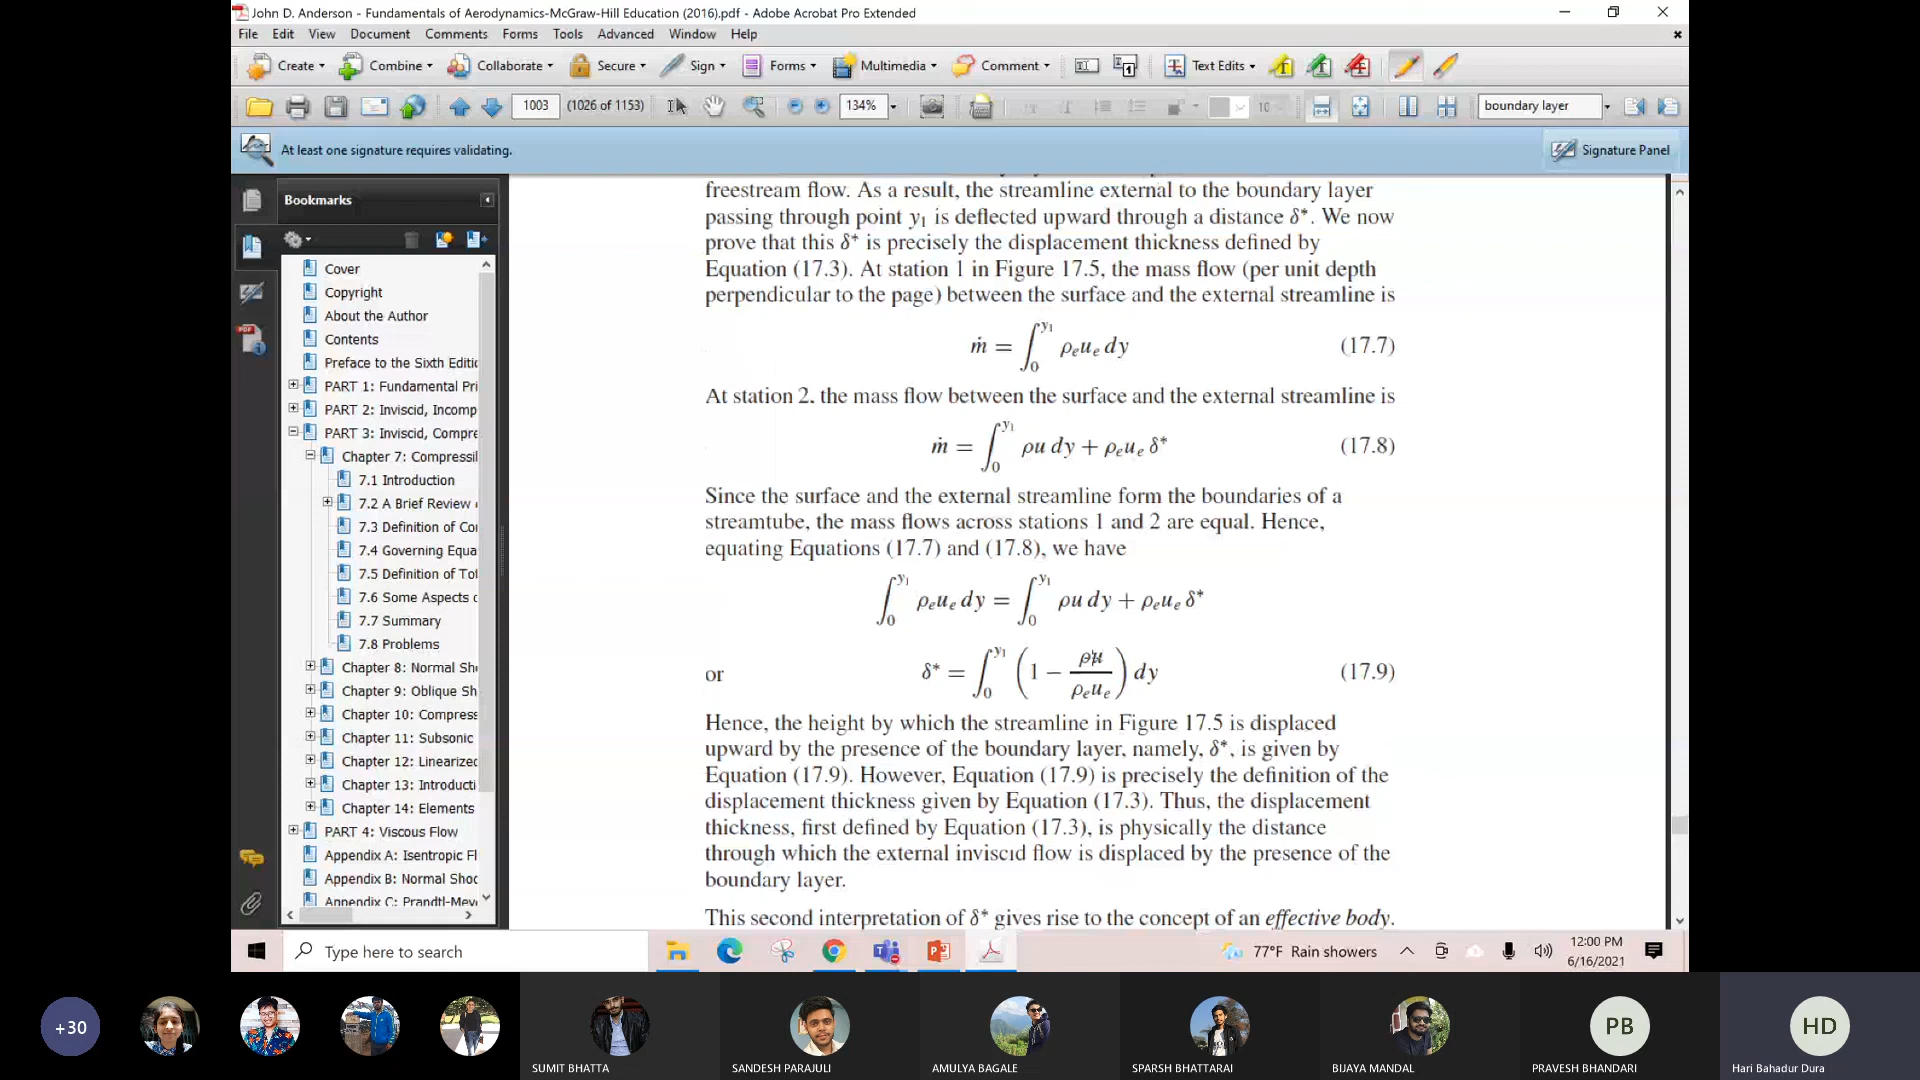 John D. Anderson - Fundamentals of Aerodynamics-McGraw-Hill Education (2016).pdf - Adobe Acrobat Pro Extended
File Edit View Document Comments Forms Tools Advanced Window Help
Create Combine Collaborate Secure Sign Forms Multimedia Comment Text Edits
1003 (1026 of 1153) 134% 10 boundary layer
At least one signature requires validating.
Signature Panel
Bookmarks
Cover
Copyright
About the Author
Contents
Preface to the Sixth Editic
PART 1: Fundamental Pri
PART 2: Inviscid, Incomp
PART 3: Inviscid, Compre
Chapter 7: Compressil
7.1 Introduction
7.2 A Brief Review
7.3 Definition of Co
7.4 Governing Equa
7.5 Definition of To
7.6 Some Aspects
7.7 Summary
7.8 Problems
Chapter 8: Normal Sh
Chapter 9: Oblique Sh
Chapter 10: Compress
Chapter 11: Subsonic
Chapter 12: Linearized
Chapter 13: Introducti
Chapter 14: Elements
PART 4: Viscous Flow
Appendix A: Isentropic Fl
Appendix B: Normal Shoc
Appendix C: Prandtl-Mey
freestream flow. As a result, the streamline external to the boundary layer
passing through point y₁ is deflected upward through a distance δ*. We now
prove that this δ* is precisely the displacement thickness defined by
Equation (17.3). At station 1 in Figure 17.5, the mass flow (per unit depth
perpendicular to the page) between the surface and the external streamline is
ṁ = ∫₀^y₁ ρₑuₑ dy (17.7)
At station 2, the mass flow between the surface and the external streamline is
ṁ = ∫₀^y₁ ρu dy + ρₑuₑ δ* (17.8)
Since the surface and the external streamline form the boundaries of a
streamtube, the mass flows across stations 1 and 2 are equal. Hence,
equating Equations (17.7) and (17.8), we have
∫₀^y₁ ρₑuₑ dy = ∫₀^y₁ ρu dy + ρₑuₑ δ*
or δ* = ∫₀^y₁ (1 − ρu/ρₑuₑ) dy (17.9)
Hence, the height by which the streamline in Figure 17.5 is displaced
upward by the presence of the boundary layer, namely, δ*, is given by
Equation (17.9). However, Equation (17.9) is precisely the definition of the
displacement thickness given by Equation (17.3). Thus, the displacement
thickness, first defined by Equation (17.3), is physically the distance
through which the external inviscid flow is displaced by the presence of the
boundary layer.
This second interpretation of δ* gives rise to the concept of an effective body.
Type here to search
77°F Rain showers
12:00 PM
6/16/2021
+30
SUMIT BHATTA
SANDESH PARAJULI
AMULYA BAGALE
SPARSH BHATTARAI
BIJAYA MANDAL
PB
PRAVESH BHANDARI
HD
Hari Bahadur Dura